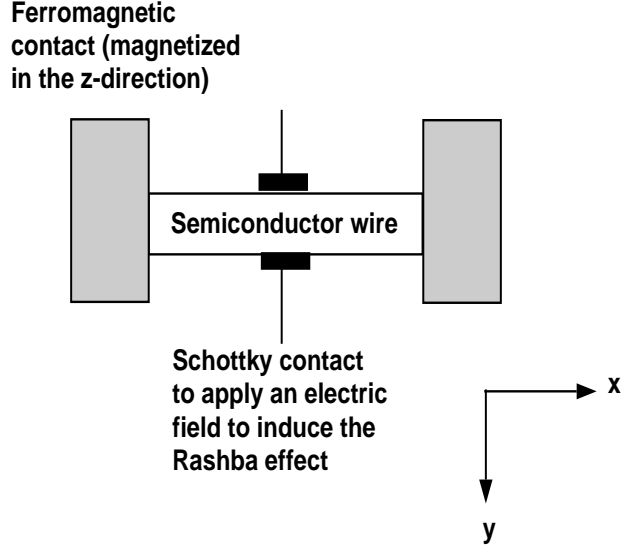 Ferromagnetic
contact (magnetized
in the z-direction)
Semiconductor wire
Schottky contact
to apply an electric
field to induce the
Rashba effect
x
y